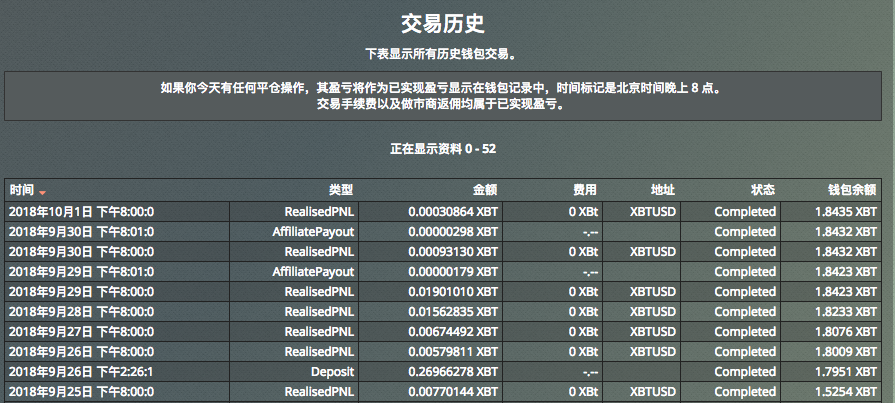 交易历史
下表显示所有历史钱包交易。
如果你今天有任何平仓操作，其盈亏将作为已实现盈亏显示在钱包记录中，时间标记是北京时间晚上 8 点。
交易手续费以及做市商返佣均属于已实现盈亏。
正在显示资料 0 - 52
时间 类型 金额 费用 地址 状态 钱包余额
2018年10月1日 下午8:00:0 RealisedPNL 0.00030864 XBT 0 XBt XBTUSD Completed 1.8435 XBT
2018年9月30日 下午8:01:0 AffiliatePayout 0.00000298 XBT -.-- Completed 1.8432 XBT
2018年9月30日 下午8:00:0 RealisedPNL 0.00093130 XBT 0 XBt XBTUSD Completed 1.8432 XBT
2018年9月29日 下午8:01:0 AffiliatePayout 0.00000179 XBT -.-- Completed 1.8423 XBT
2018年9月29日 下午8:00:0 RealisedPNL 0.01901010 XBT 0 XBt XBTUSD Completed 1.8423 XBT
2018年9月28日 下午8:00:0 RealisedPNL 0.01562835 XBT 0 XBt XBTUSD Completed 1.8233 XBT
2018年9月27日 下午8:00:0 RealisedPNL 0.00674492 XBT 0 XBt XBTUSD Completed 1.8076 XBT
2018年9月26日 下午8:00:0 RealisedPNL 0.00579811 XBT 0 XBt XBTUSD Completed 1.8009 XBT
2018年9月26日 下午2:26:1 Deposit 0.26966278 XBT -.-- Completed 1.7951 XBT
2018年9月25日 下午8:00:0 RealisedPNL 0.00770144 XBT 0 XBt XBTUSD Completed 1.5254 XBT